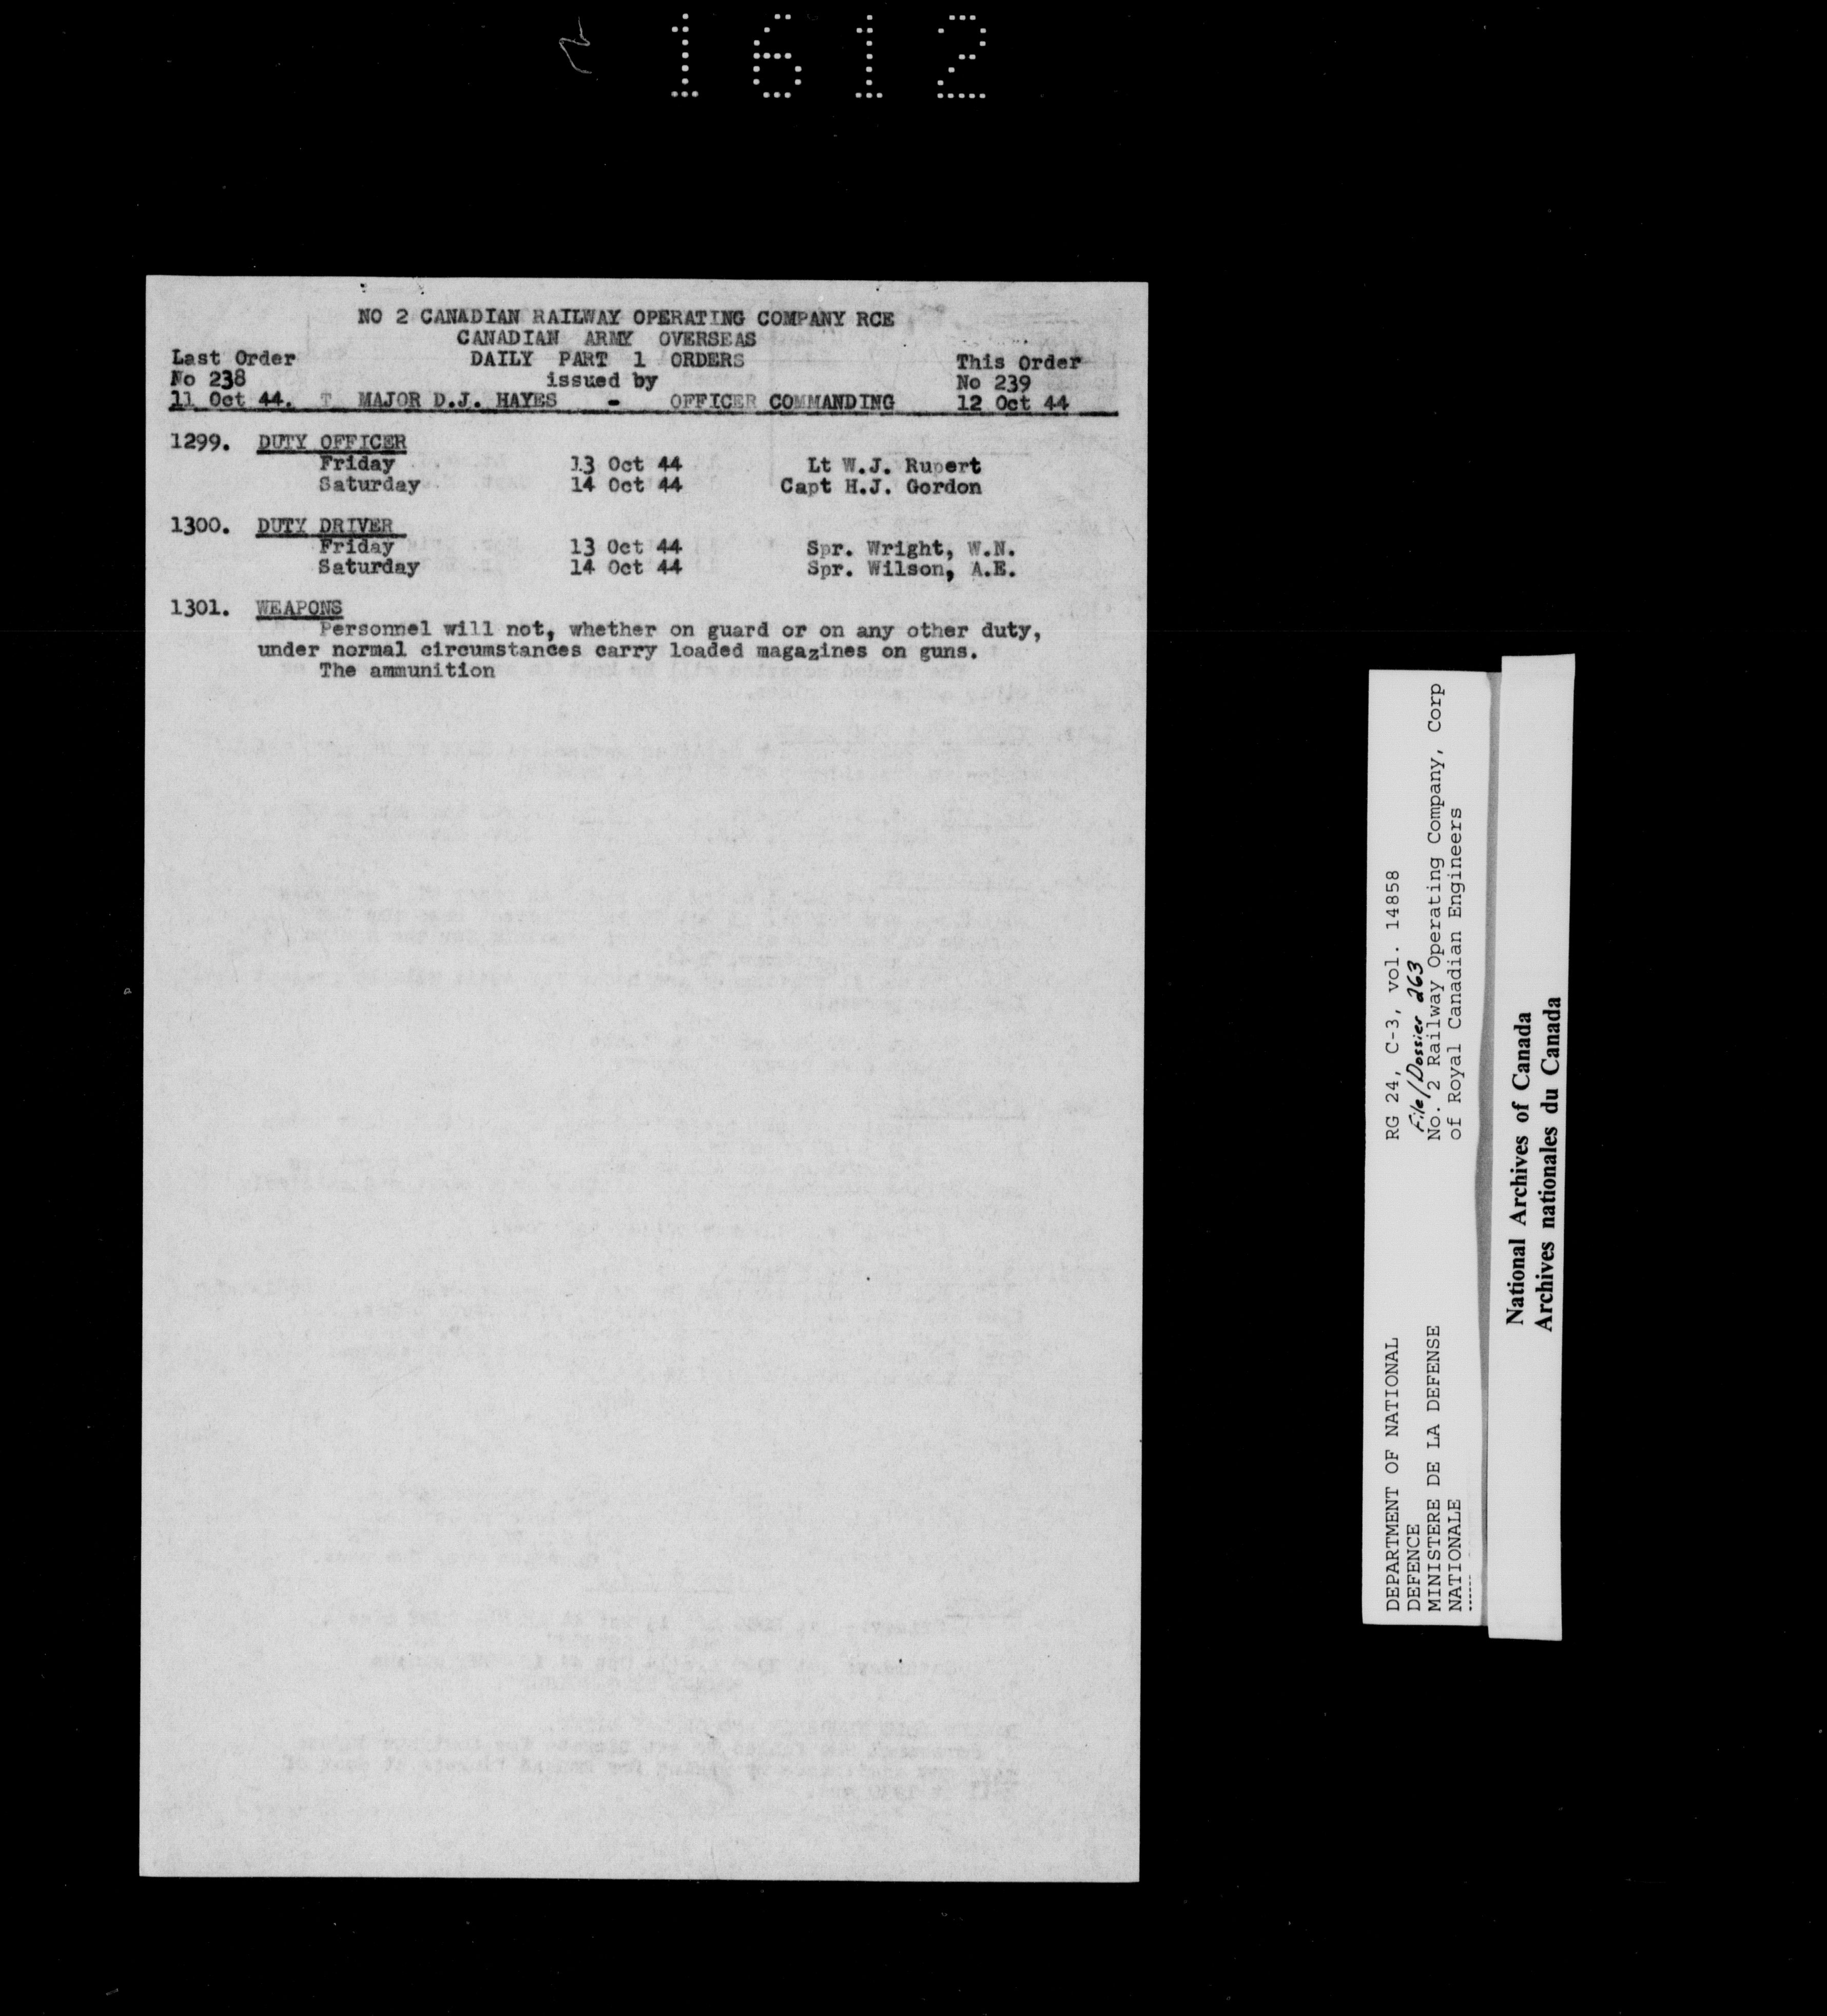 1612
NO 2 CANADIAN RAILWAY OPERATING COMPANY RCE
CANADIAN ARMY OVERSEAS
Last Order DAILY PART 1 ORDERS This Order
No 238 issued by No 239
11 Oct 44. T MAJOR D.J. HAYES - OFFICER COMMANDING 12 Oct 44
1299. DUTY OFFICER
Friday 13 Oct 44 Lt W.J. Rupert
Saturday 14 Oct 44 Capt H.J. Gordon
1300. DUTY DRIVER
Friday 13 Oct 44 Spr. Wright, W.N.
Saturday 14 Oct 44 Spr. Wilson, A.E.
1301. WEAPONS
Personnel will not, whether on guard or on any other duty,
under normal circumstances carry loaded magazines on guns.
The ammunition
DEPARTMENT OF NATIONAL
DEFENCE
MINISTERE DE LA DEFENSE
NATIONALE
RG 24, C-3, vol. 14858
File/Dossier 263
No. 2 Railway Operating Company, Corp
of Royal Canadian Engineers
National Archives of Canada
Archives nationales du Canada